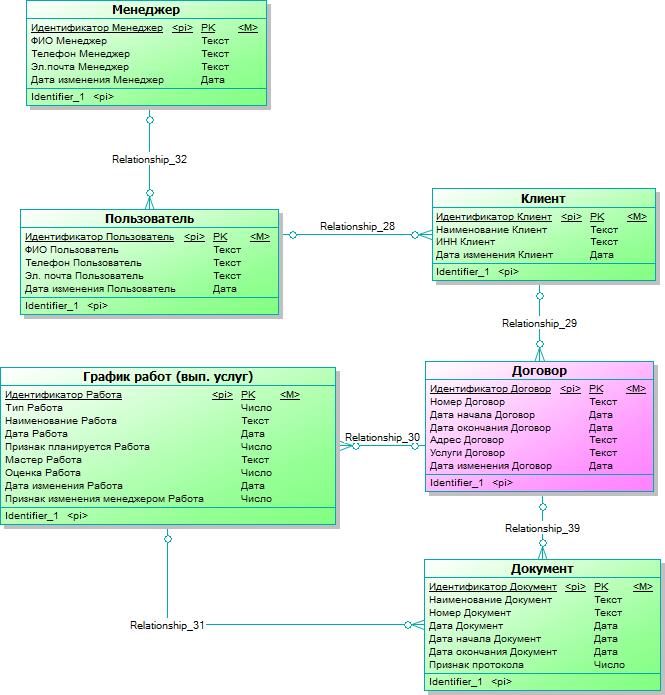 Менеджер
Идентификатор Менеджер <pi> PK <M>
ФИО Менеджер Текст
Телефон Менеджер Текст
Эл.почта Менеджер Текст
Дата изменения Менеджер Дата
Identifier_1 <pi>
Relationship_32
Пользователь
Идентификатор Пользователь <pi> PK <M>
ФИО Пользователь Текст
Телефон Пользователь Текст
Эл. почта Пользователь Текст
Дата изменения Пользователь Дата
Identifier_1 <pi>
Relationship_28
Клиент
Идентификатор Клиент <pi> PK <M>
Наименование Клиент Текст
ИНН Клиент Текст
Дата изменения Клиент Дата
Identifier_1 <pi>
Relationship_29
График работ (вып. услуг)
Идентификатор Работа <pi> PK <M>
Тип Работа Число
Наименование Работа Текст
Дата Работа Дата
Признак планируется Работа Число
Мастер Работа Текст
Оценка Работа Число
Дата изменения Работа Дата
Признак изменения менеджером Работа Число
Identifier_1 <pi>
Relationship_30
Договор
Идентификатор Договор <pi> PK <M>
Номер Договор Текст
Дата начала Договор Дата
Дата окончания Договор Дата
Адрес Договор Текст
Услуги Договор Текст
Дата изменения Договор Дата
Identifier_1 <pi>
Relationship_39
Документ
Идентификатор Документ <pi> PK <M>
Наименование Документ Текст
Номер Документ Текст
Дата Документ Дата
Дата начала Документ Дата
Дата окончания Документ Дата
Признак протокола Число
Identifier_1 <pi>
Relationship_31